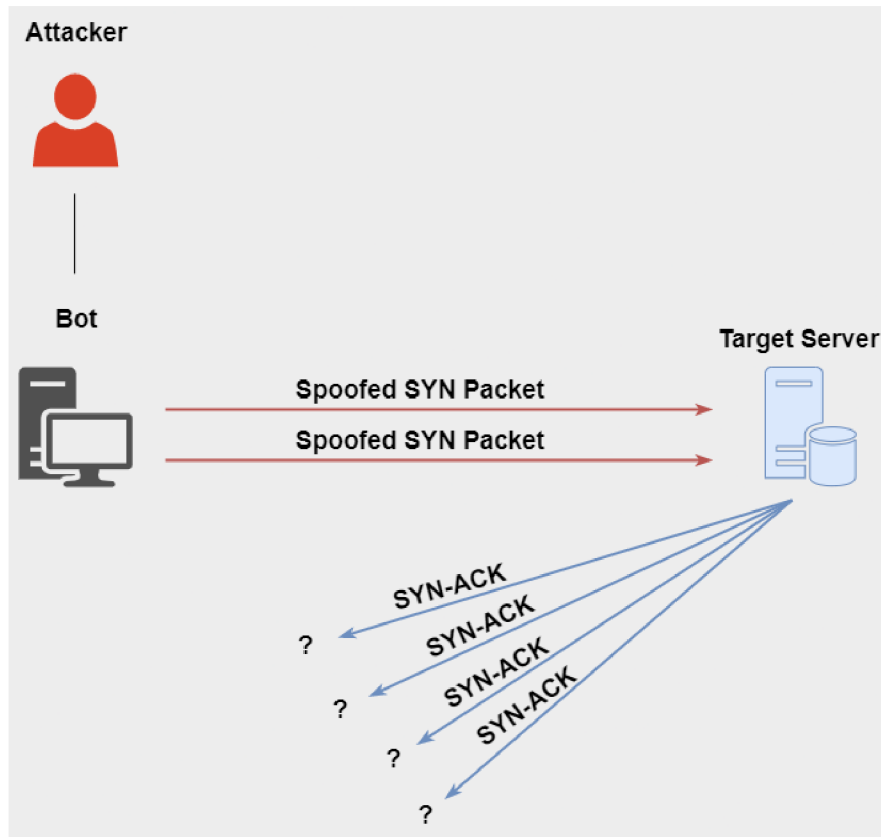 Attacker
Bot
Target Server
Spoofed SYN Packet
Spoofed SYN Packet
SYN-ACK
?
SYN-ACK
?
SYN-ACK
?
SYN-ACK
?